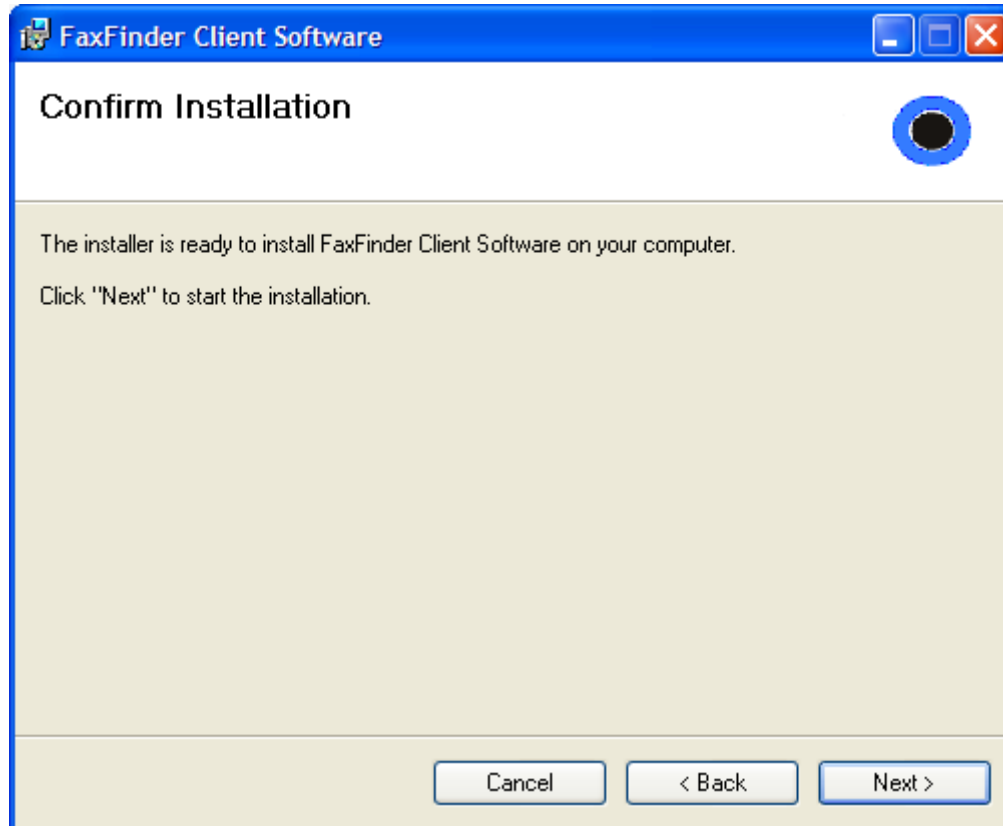 FaxFinder Client Software
Confirm Installation
The installer is ready to install FaxFinder Client Software on your computer.
Click "Next" to start the installation.
Cancel
< Back
Next >